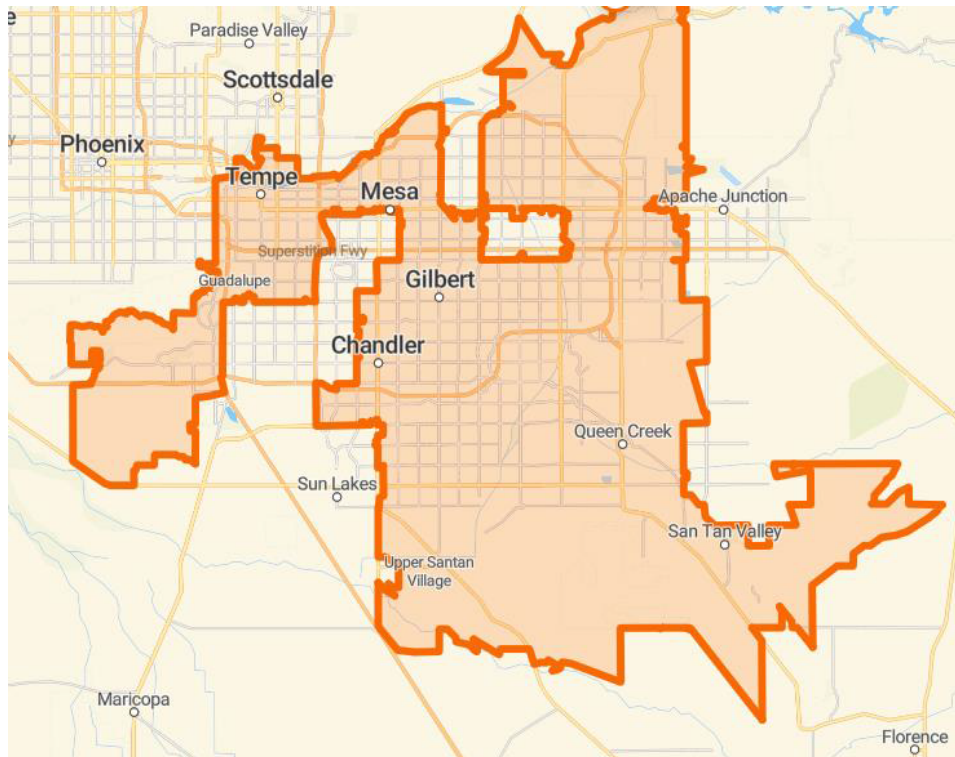 e
Paradise Valley
Scottsdale
Phoenix
Tempe
Mesa
Apache Junction
Superstition Fwy
Guadalupe
Gilbert
Chandler
Queen Creek
Sun Lakes
San Tan Valley
Upper Santan
Village
Maricopa
Florence